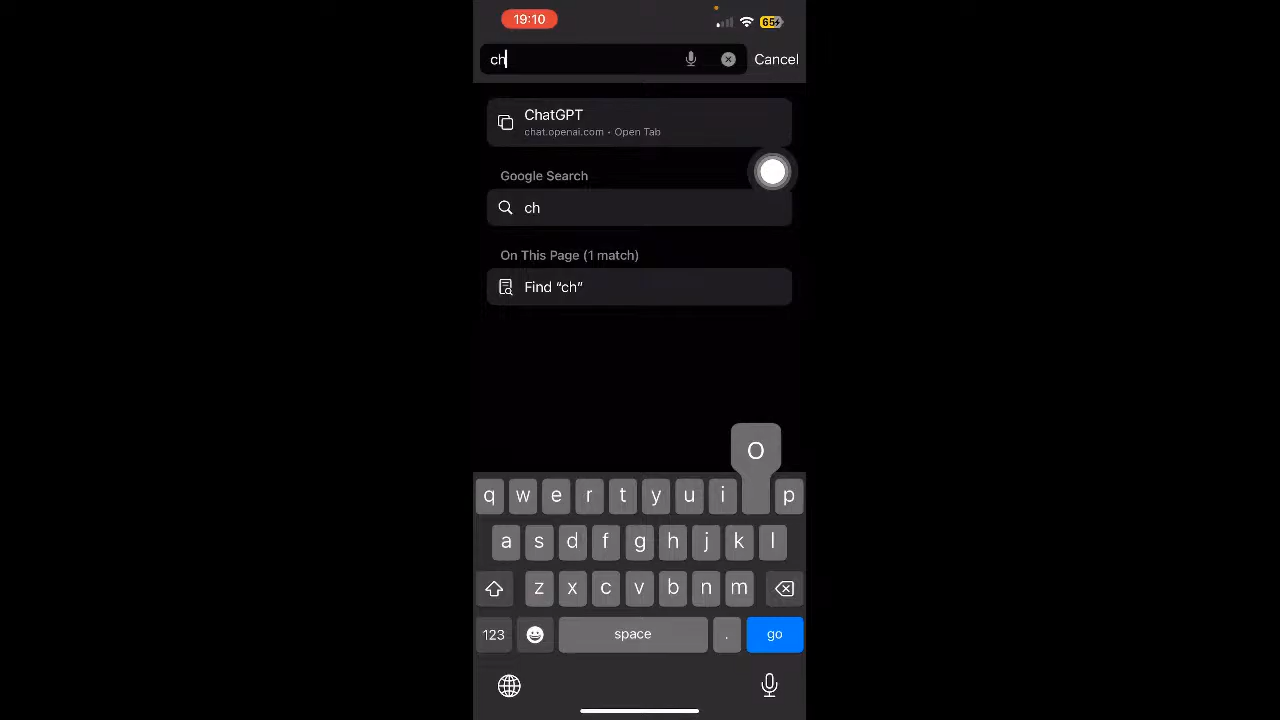 19:10
65
ch
Cancel
ChatGPT
chat.openai.com • Open Tab
Google Search
ch
On This Page (1 match)
Find “ch”
O
q w e r t y u i p
a s d f g h j k l
z x c v b n m
123 space . go